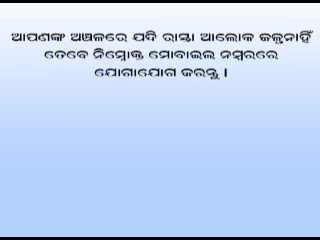 ଆପଣଙ୍କ ଅଞ୍ଚଳରେ ଯଦି ରାସ୍ତା ଆଲୋକ ଜଳୁନାହିଁ
ତେବେ ନିମ୍ନୋକ୍ତ ମୋବାଇଲ ନମ୍ବରରେ
ଯୋଗାଯୋଗ କରନ୍ତୁ ।